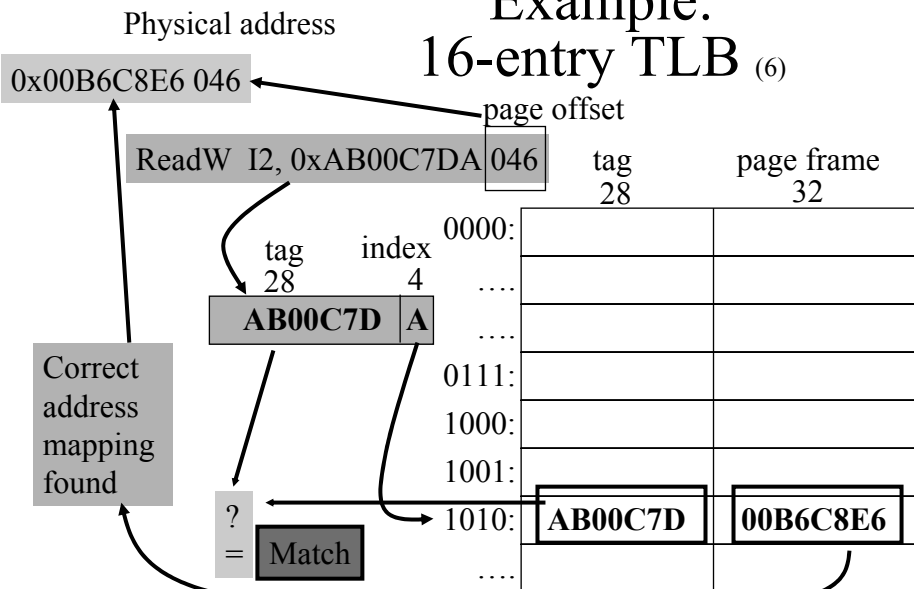 Example:
16-entry TLB (6)
Physical address
0x00B6C8E6 046
page offset
ReadW I2, 0xAB00C7DA 046
tag page frame
28 32
0000:
tag index
28 4
....
AB00C7D A
....
Correct
address
mapping
found
0111:
1000:
1001:
1010: AB00C7D 00B6C8E6
?
= Match
....